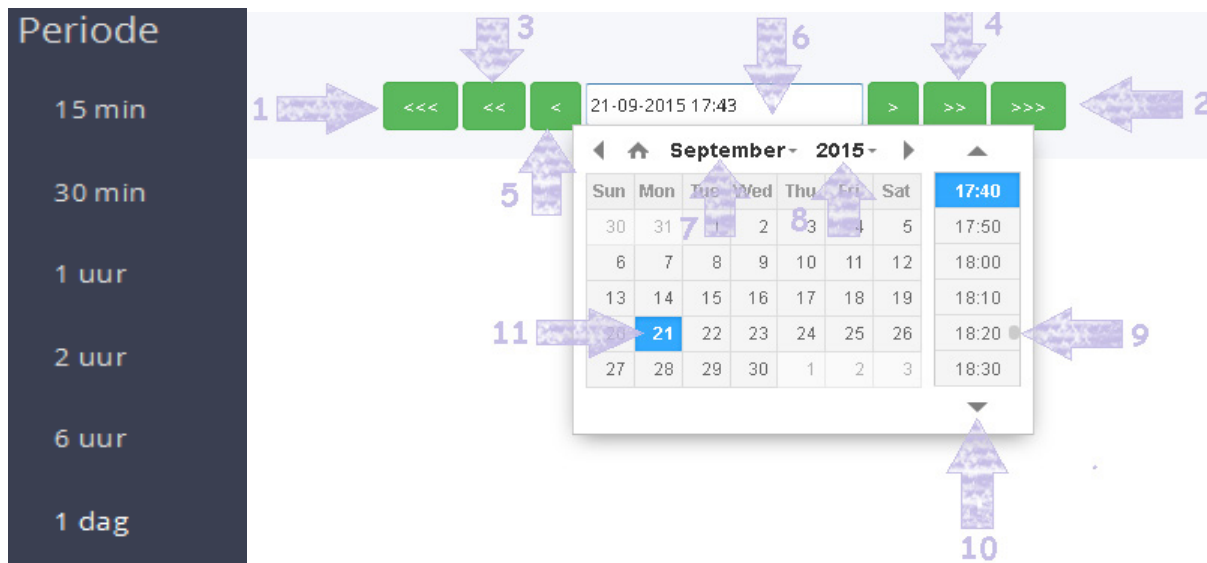 Periode
15 min
30 min
1 uur
2 uur
6 uur
1 dag
3
6
4
1
<<< << < 21-09-2015 17:43 > >> >>>
2
September 2015
5
7
8
Sun Mon Tue Wed Thu Fri Sat
30 31 1 2 3 4 5
6 7 8 9 10 11 12
13 14 15 16 17 18 19
20 21 22 23 24 25 26
27 28 29 30 1 2 3
17:40
17:50
18:00
18:10
18:20
18:30
11
9
10